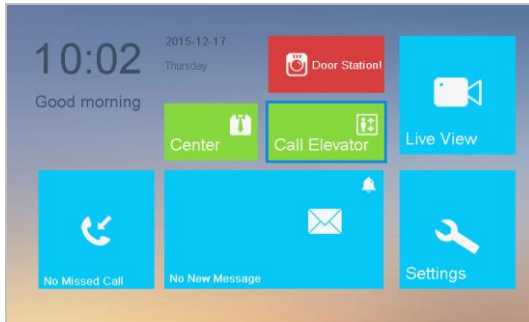 10:02
2015-12-17
Thursday
Good morning
Door Station1
Center
Call Elevator
Live View
No Missed Call
No New Message
Settings